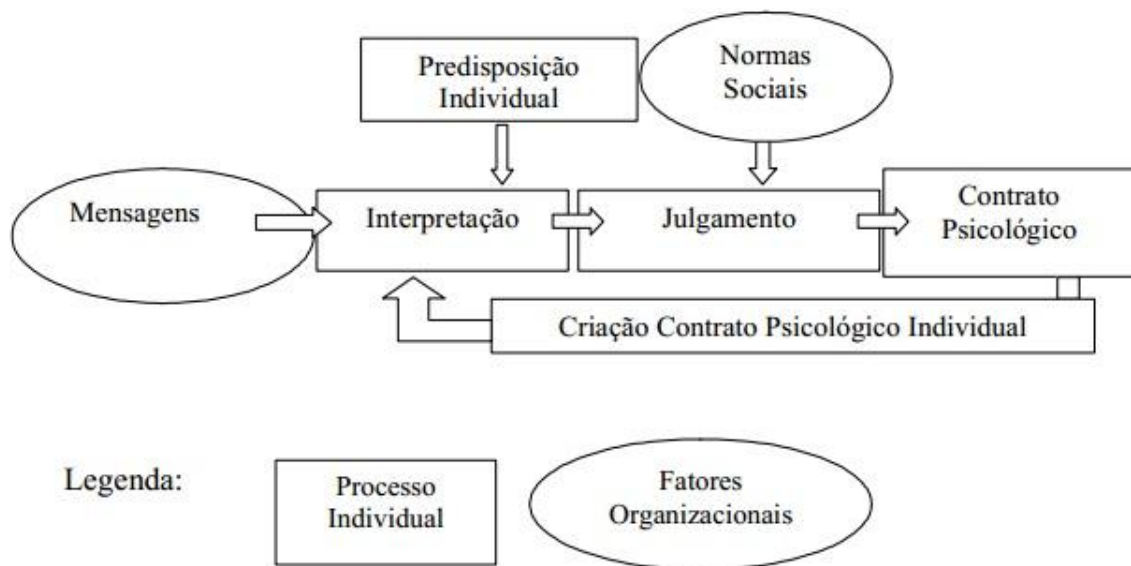 Predisposição
Individual
Normas
Sociais
Mensagens
Interpretação
Julgamento
Contrato
Psicológico
Criação Contrato Psicológico Individual
Legenda:
Processo
Individual
Fatores
Organizacionais